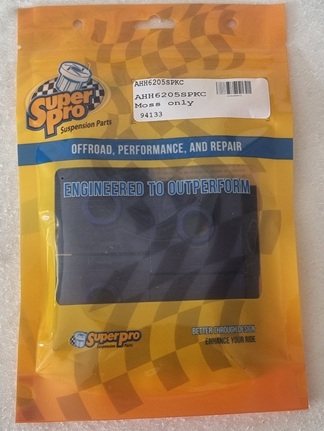 AHH6205SPKC
AHH6205SPKC
Moss only
94133
Super
Pro
Suspension Parts
OFFROAD, PERFORMANCE, AND REPAIR
ENGINEERED TO OUTPERFORM
SuperPro
BETTER THROUGH DESIGN
ENHANCE YOUR RIDE